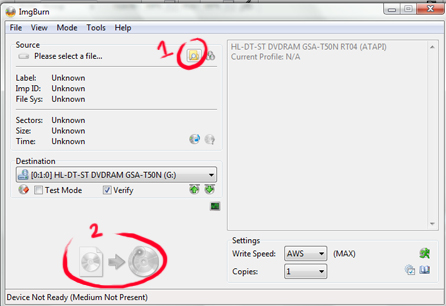 ImgBurn
File View Mode Tools Help
Source
Please select a file...
1
Label: Unknown
Imp ID: Unknown
File Sys: Unknown
Sectors: Unknown
Size: Unknown
Time: Unknown
Destination
[0:1:0] HL-DT-ST DVDRAM GSA-T50N (G:)
Test Mode Verify
2
HL-DT-ST DVDRAM GSA-T50N RT04 (ATAPI)
Current Profile: N/A
Settings
Write Speed: AWS (MAX)
Copies: 1
Device Not Ready (Medium Not Present)